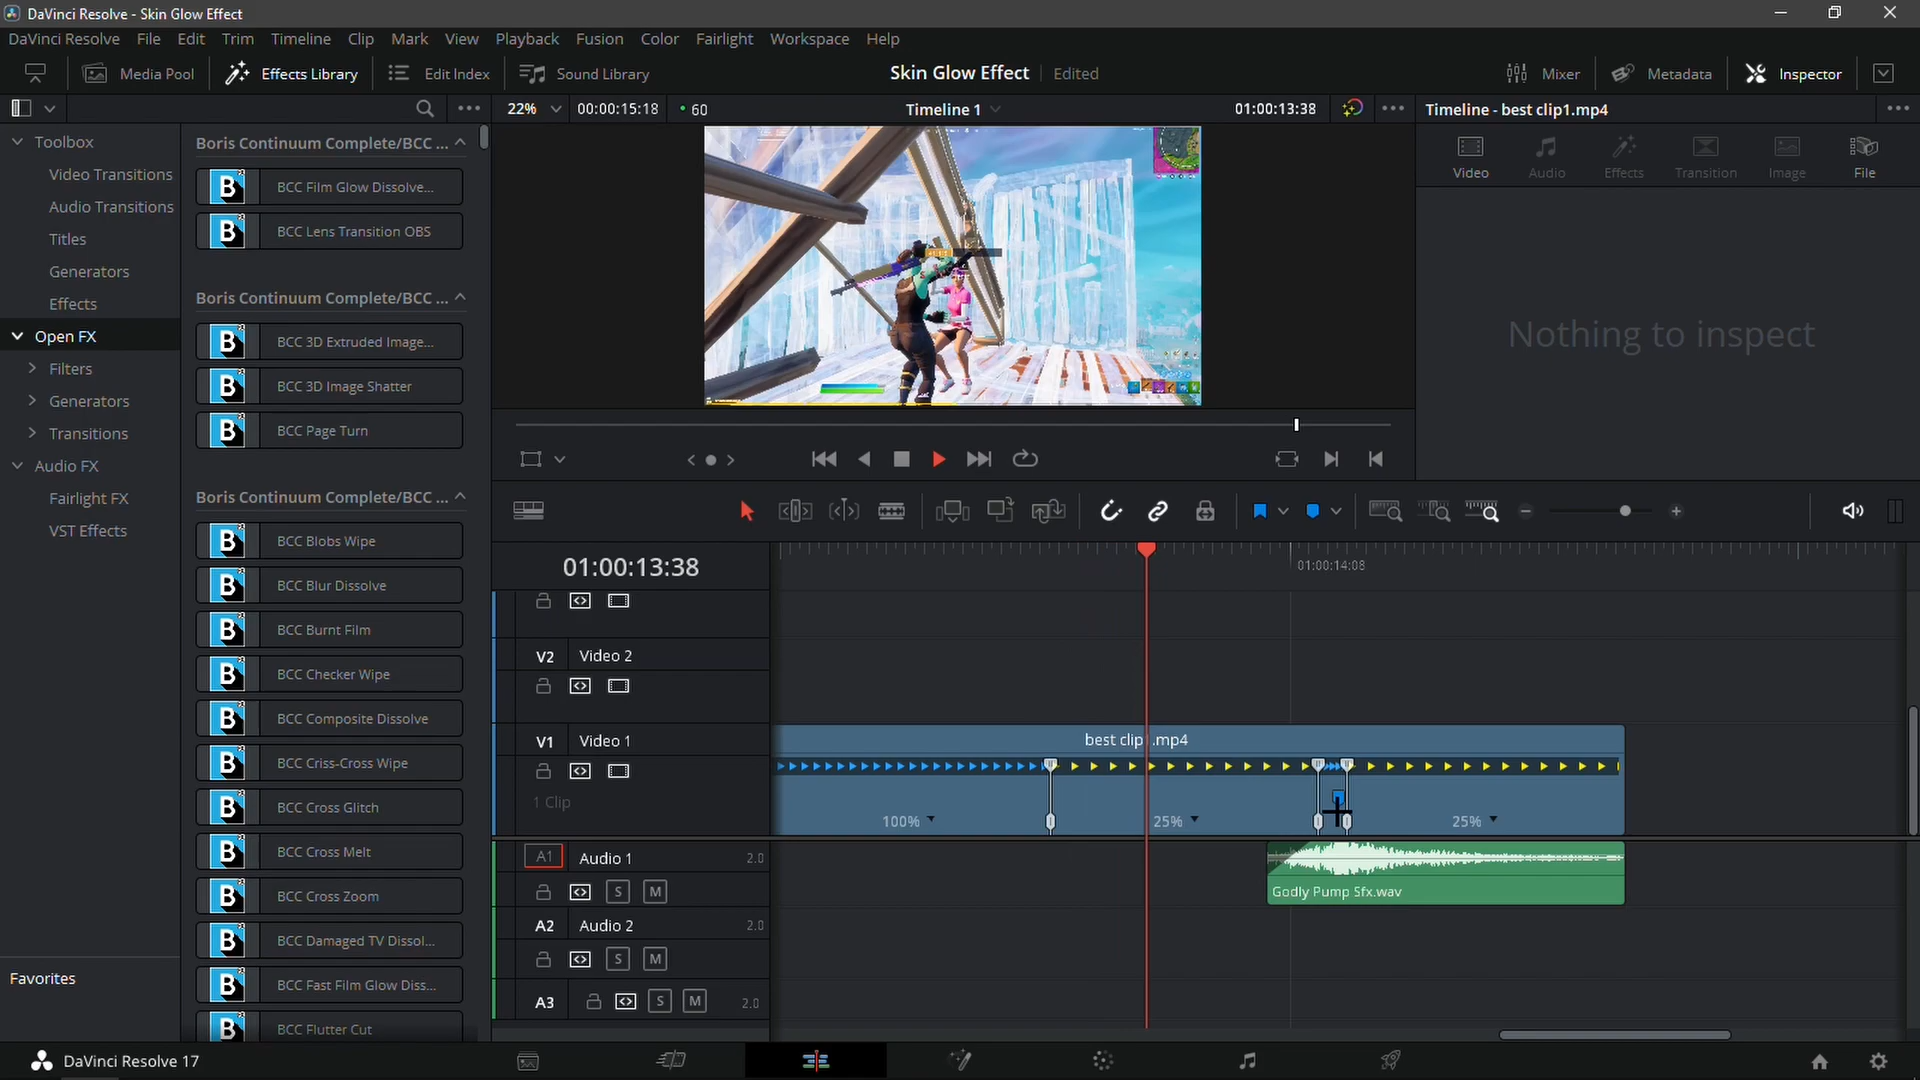 DaVinci Resolve - Skin Glow Effect
DaVinci Resolve File Edit Trim Timeline Clip Mark View Playback Fusion Color Fairlight Workspace Help
Media Pool Effects Library Edit Index Sound Library Skin Glow Effect Edited Mixer Metadata Inspector
22% 00:00:15:18 60 Timeline 1 01:00:13:38 Timeline - best clip1.mp4
Toolbox
Video Transitions
Audio Transitions
Titles
Generators
Effects
Open FX
Filters
Generators
Transitions
Audio FX
Fairlight FX
VST Effects
Favorites
Boris Continuum Complete/BCC ...
BCC Film Glow Dissolve...
BCC Lens Transition OBS
Boris Continuum Complete/BCC ...
BCC 3D Extruded Image...
BCC 3D Image Shatter
BCC Page Turn
Boris Continuum Complete/BCC ...
BCC Blobs Wipe
BCC Blur Dissolve
BCC Burnt Film
BCC Checker Wipe
BCC Composite Dissolve
BCC Criss-Cross Wipe
BCC Cross Glitch
BCC Cross Melt
BCC Cross Zoom
BCC Damaged TV Dissol...
BCC Fast Film Glow Diss...
BCC Flutter Cut
Video Audio Effects Transition Image File
Nothing to inspect
01:00:13:38
01:00:14:08
V2 Video 2
V1 Video 1
1 Clip
best clip1.mp4
100% 25% 25%
A1 Audio 1 2.0
S M
Godly Pump Sfx.wav
A2 Audio 2 2.0
S M
A3 S M 2.0
DaVinci Resolve 17